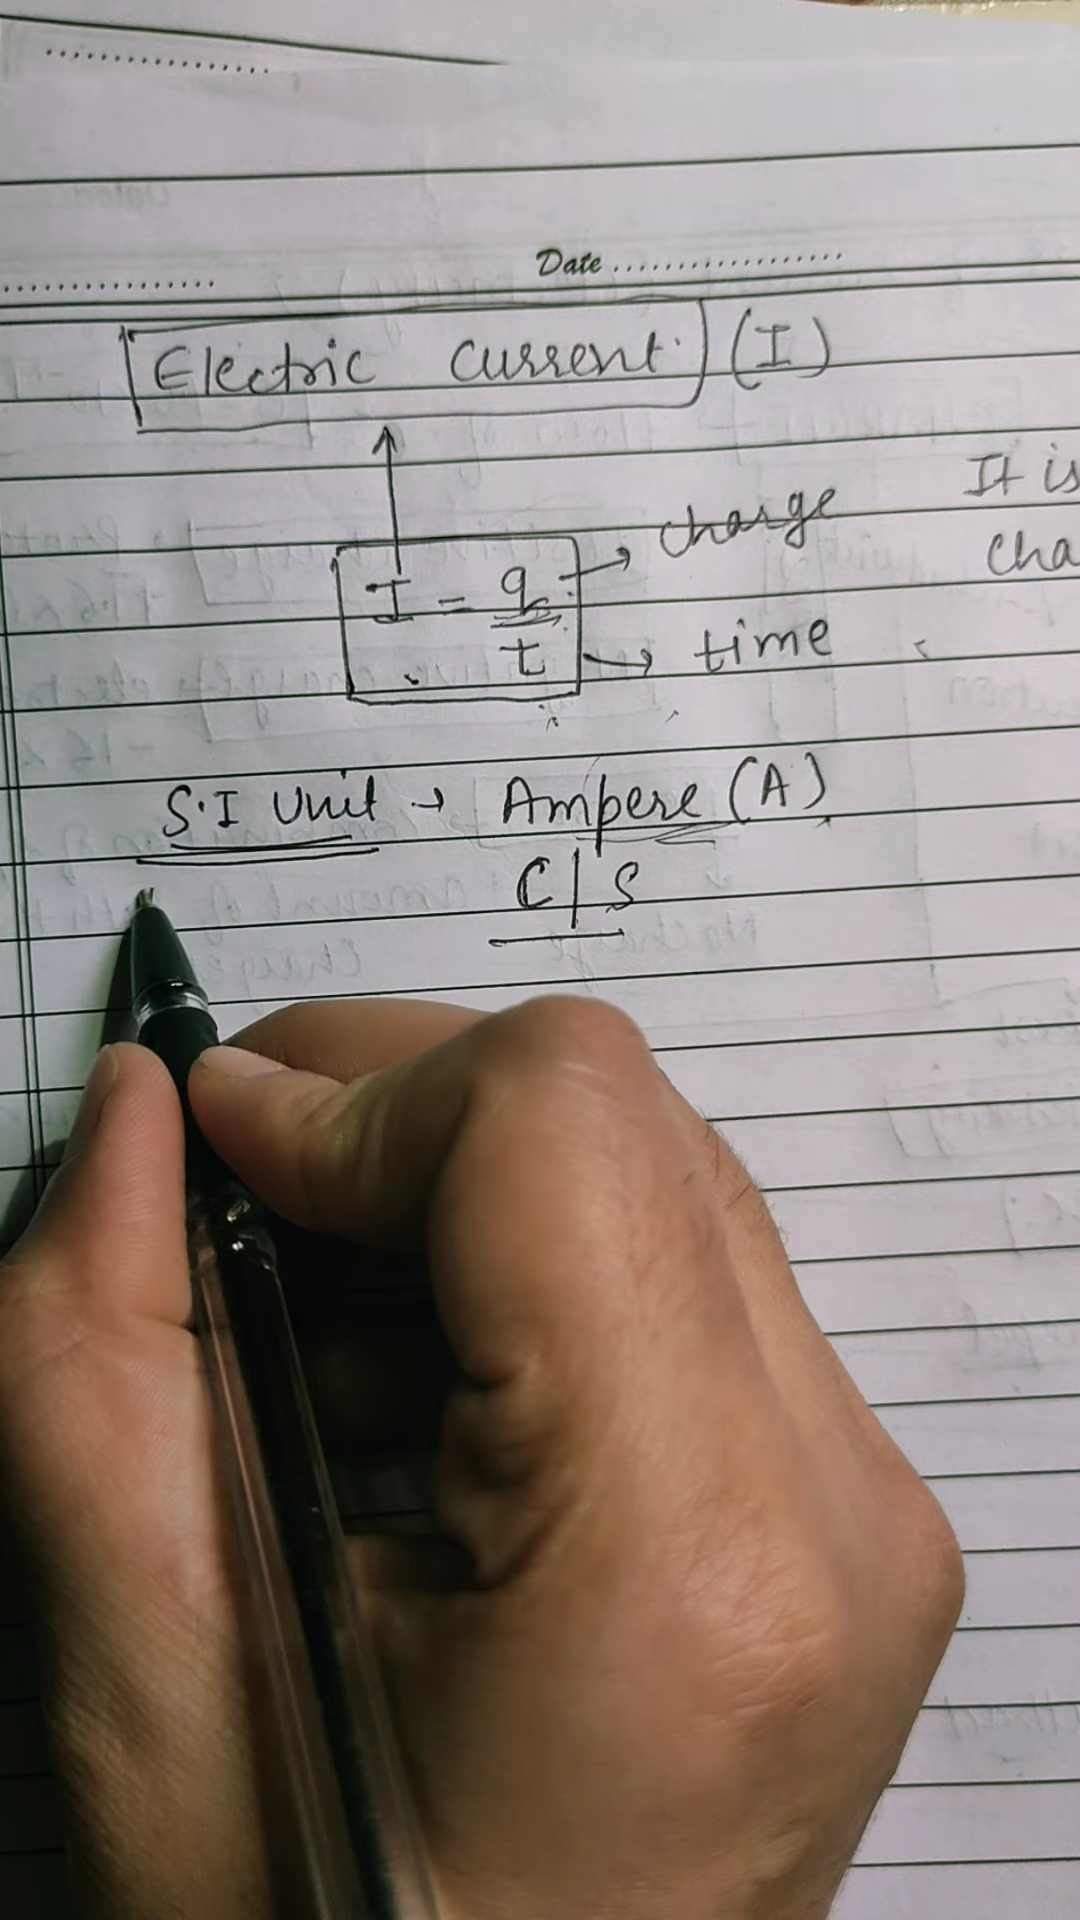 Date
Electric Current (I)
I = q/t
→ charge
→ time
It is
Cha
S.I Unit → Ampere (A)
C/S